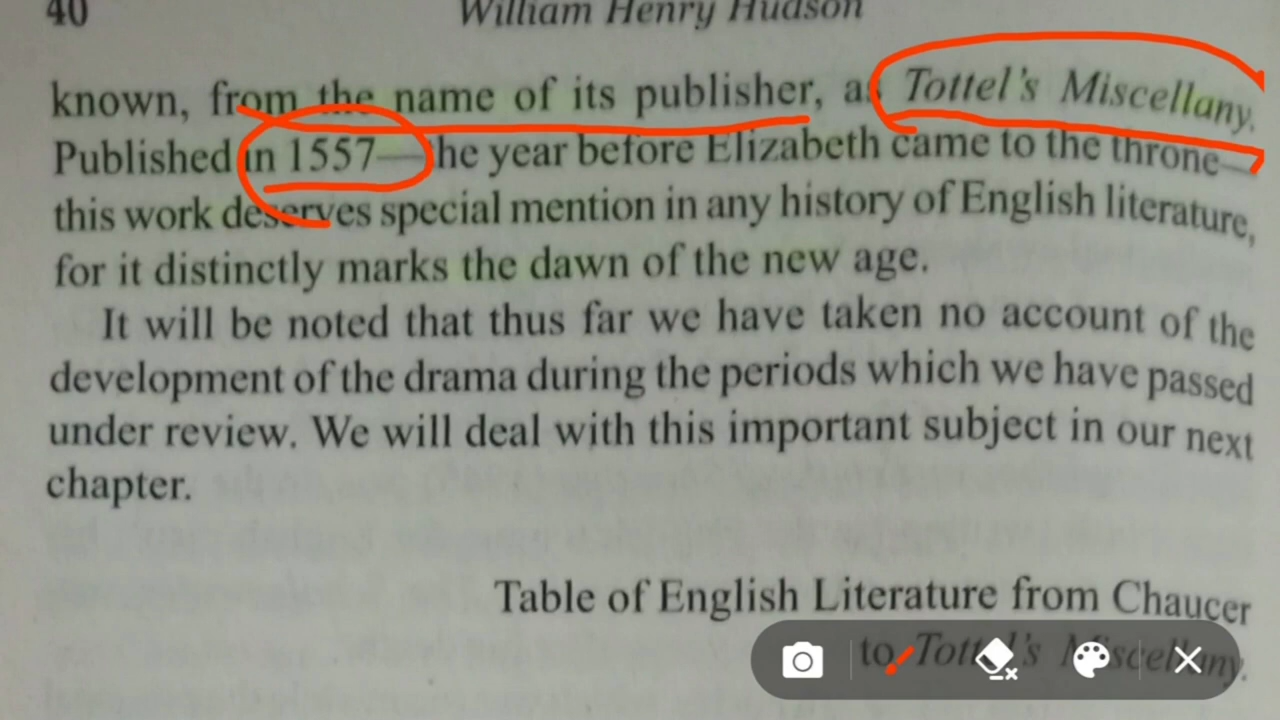 40
William Henry Hudson
known, from the name of its publisher, as Tottel's Miscellany.
Published in 1557—the year before Elizabeth came to the throne—
this work deserves special mention in any history of English literature,
for it distinctly marks the dawn of the new age.
It will be noted that thus far we have taken no account of the
development of the drama during the periods which we have passed
under review. We will deal with this important subject in our next
chapter.
Table of English Literature from Chaucer
to Tottel's Miscellany.